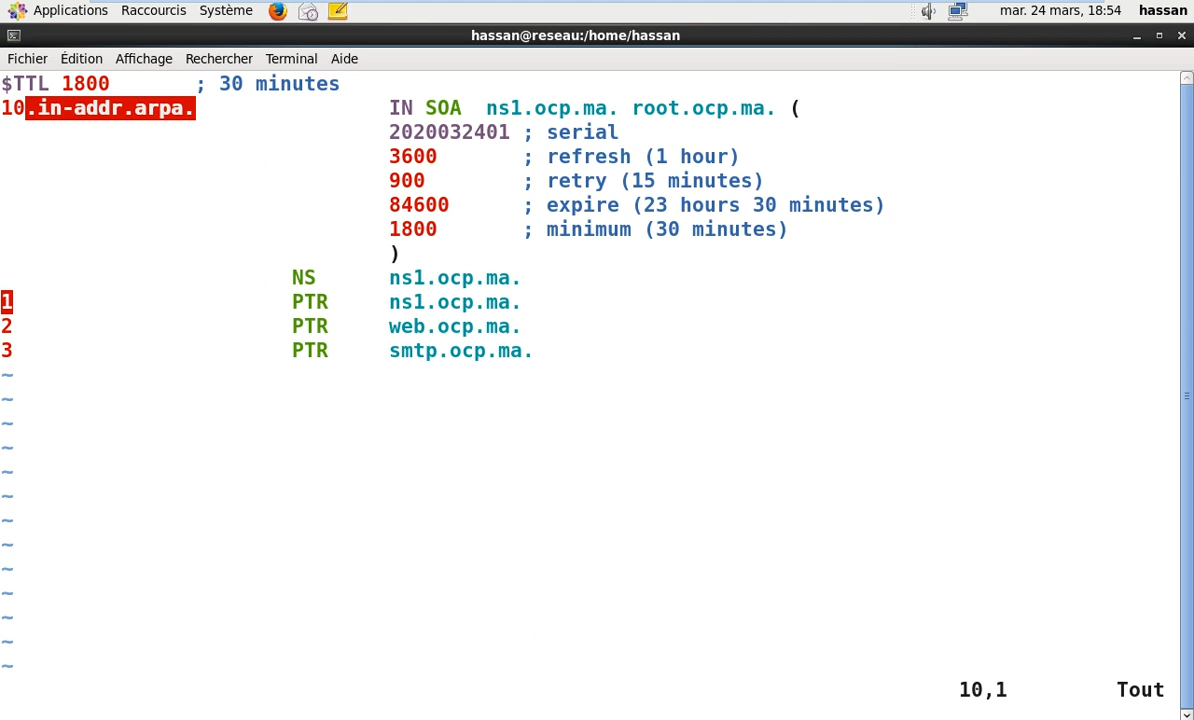 Applications Raccourcis Système mar. 24 mars, 18:54 hassan
hassan@reseau:/home/hassan
Fichier Édition Affichage Rechercher Terminal Aide
$TTL 1800 ; 30 minutes
10.in-addr.arpa. IN SOA ns1.ocp.ma. root.ocp.ma. (
2020032401 ; serial
3600 ; refresh (1 hour)
900 ; retry (15 minutes)
84600 ; expire (23 hours 30 minutes)
1800 ; minimum (30 minutes)
)
NS ns1.ocp.ma.
1 PTR ns1.ocp.ma.
2 PTR web.ocp.ma.
3 PTR smtp.ocp.ma.
~
~
~
~
~
~
~
~
~
~
~
~
~
10,1 Tout